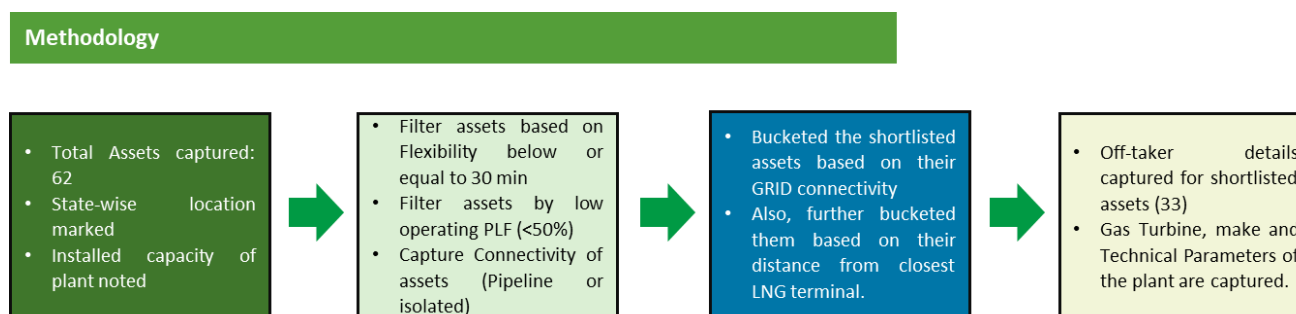 Methodology
• Total Assets captured:
62
• State-wise location
marked
• Installed capacity of
plant noted
• Filter assets based on
Flexibility below or
equal to 30 min
• Filter assets by low
operating PLF (<50%)
• Capture Connectivity of
assets (Pipeline or
isolated)
• Bucketed the shortlisted
assets based on their
GRID connectivity
• Also, further bucketed
them based on their
distance from closest
LNG terminal.
• Off-taker details
captured for shortlisted
assets (33)
• Gas Turbine, make and
Technical Parameters of
the plant are captured.